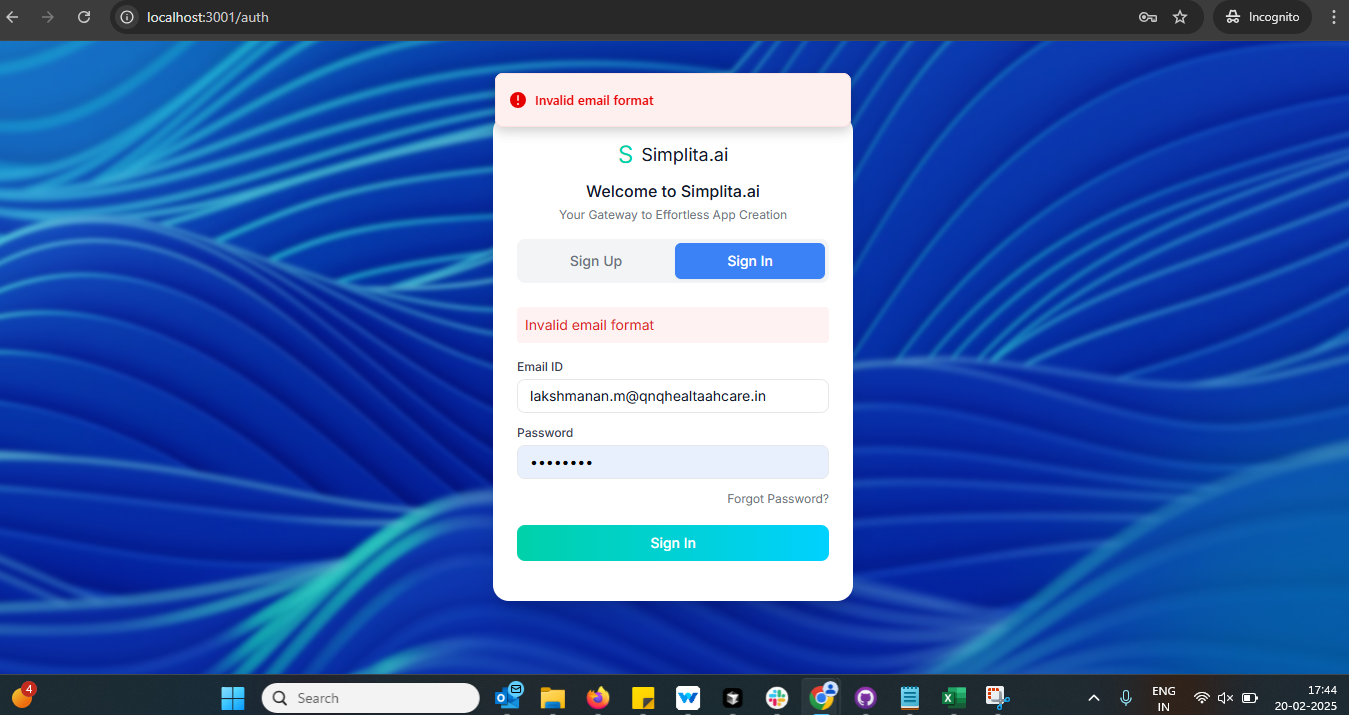 localhost:3001/auth
Incognito
Invalid email format
S Simplita.ai
Welcome to Simplita.ai
Your Gateway to Effortless App Creation
Sign Up
Sign In
Invalid email format
Email ID
lakshmanan.m@qnqhealtaahcare.in
Password
••••••••
Forgot Password?
Sign In
4
Search
ENG
IN
17:44
20-02-2025